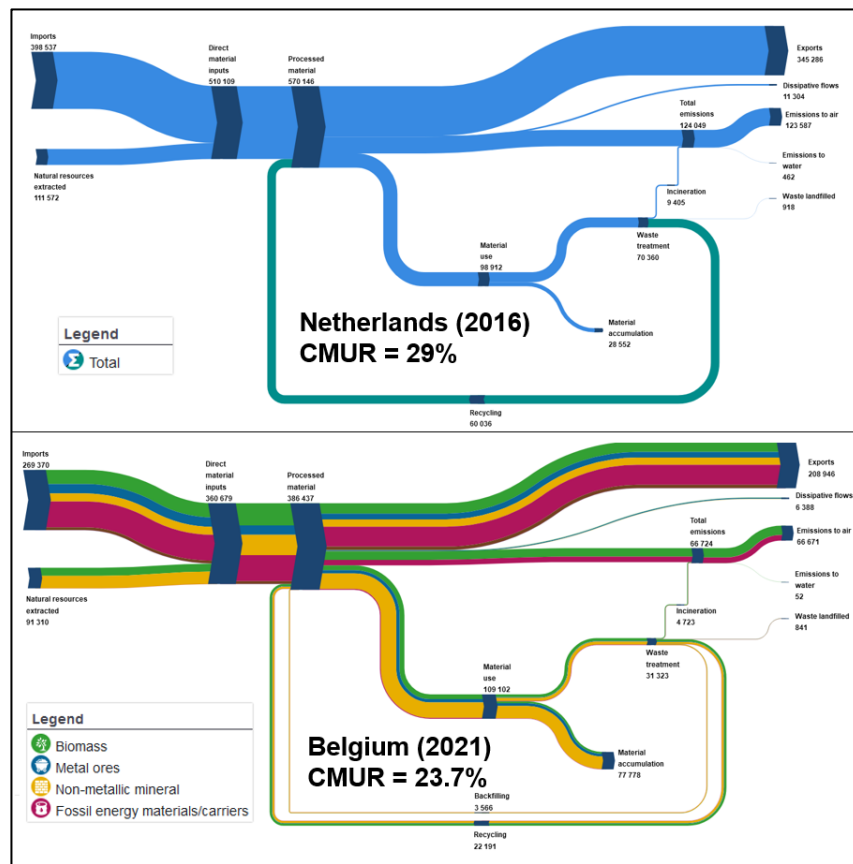 Imports
398 537
Direct
material
inputs
510 109
Processed
material
570 146
Exports
345 286
Dissipative flows
11 304
Total
emissions
124 049
Emissions to air
123 587
Natural resources
extracted
111 572
Emissions to
water
462
Incineration
9 405
Waste landfilled
918
Waste
treatment
70 360
Material
use
98 912
Material
accumulation
28 552
Netherlands (2016)
CMUR = 29%
Legend
Total
Recycling
60 036
Imports
269 370
Direct
material
inputs
360 679
Processed
material
386 437
Exports
208 946
Dissipative flows
6 388
Total
emissions
66 724
Emissions to air
66 671
Natural resources
extracted
91 310
Emissions to
water
52
Incineration
4 723
Waste landfilled
841
Waste
treatment
31 323
Material
use
109 102
Material
accumulation
77 778
Legend
Biomass
Metal ores
Non-metallic mineral
Fossil energy materials/carriers
Belgium (2021)
CMUR = 23.7%
Backfilling
3 566
Recycling
22 191